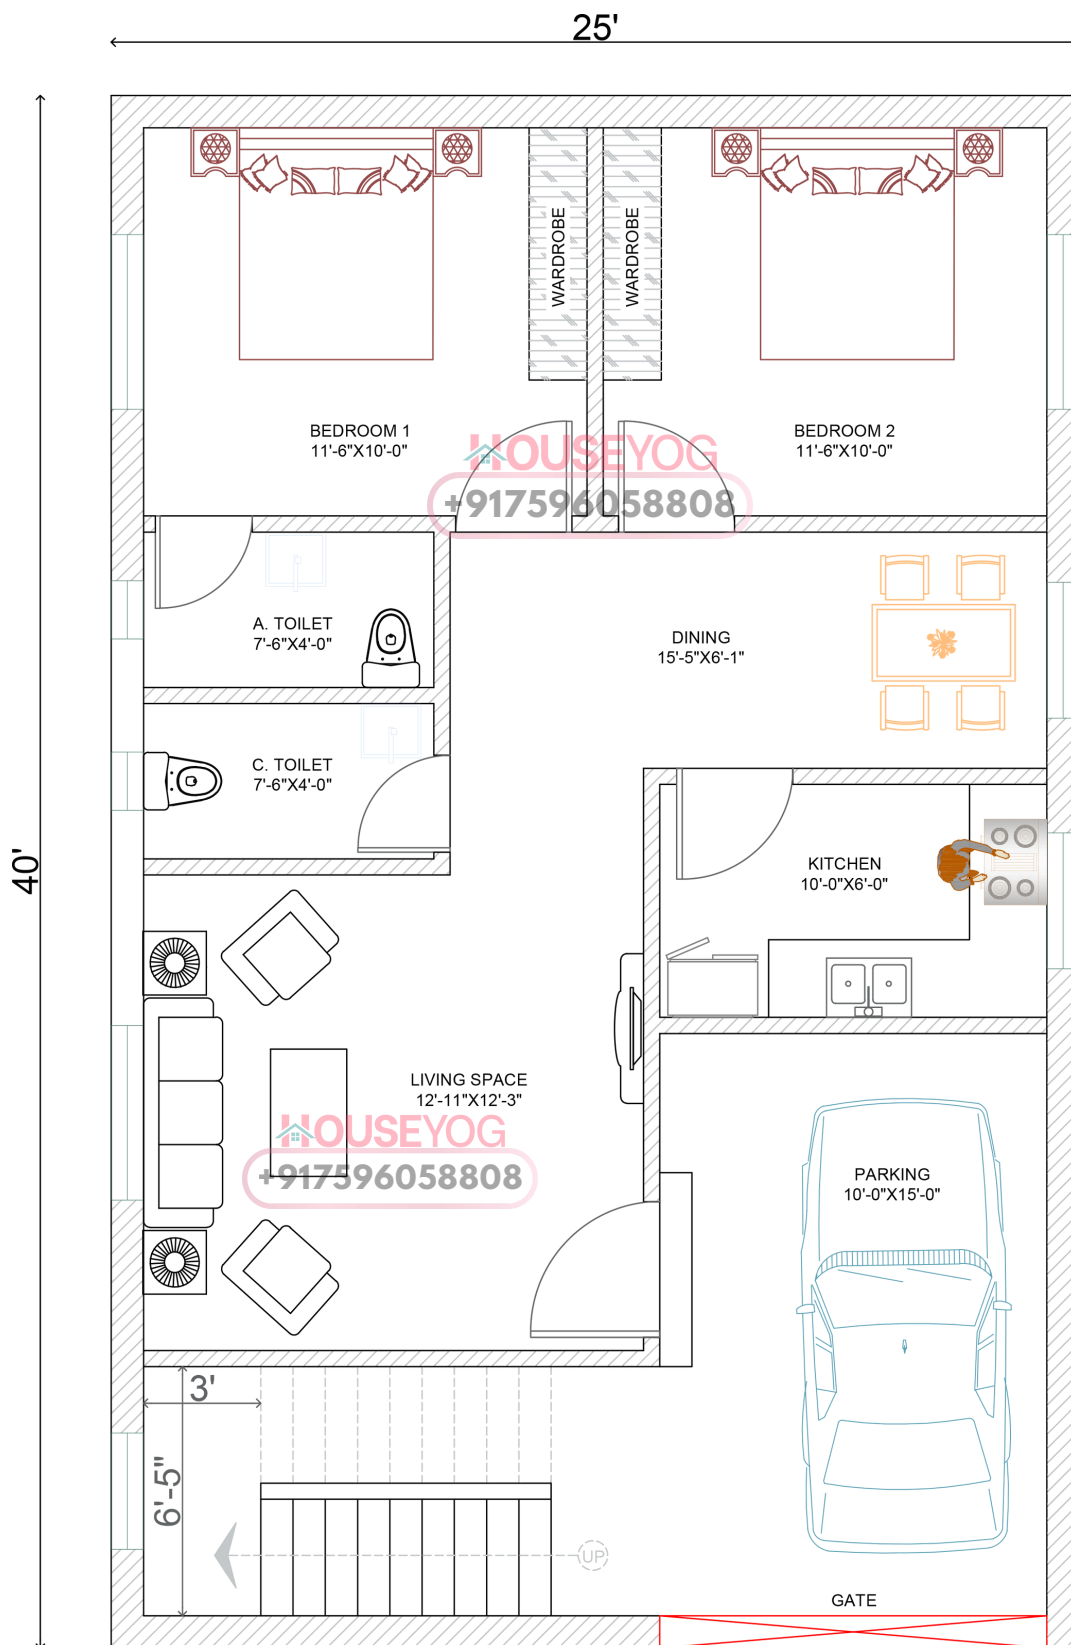 25'
40'
WARDROBE
WARDROBE
BEDROOM 1
11'-6"X10'-0"
BEDROOM 2
11'-6"X10'-0"
HOUSEYOG
+917596058808
A. TOILET
7'-6"X4'-0"
DINING
15'-5"X6'-1"
C. TOILET
7'-6"X4'-0"
KITCHEN
10'-0"X6'-0"
LIVING SPACE
12'-11"X12'-3"
HOUSEYOG
+917596058808
PARKING
10'-0"X15'-0"
3'
6'-5"
UP
GATE